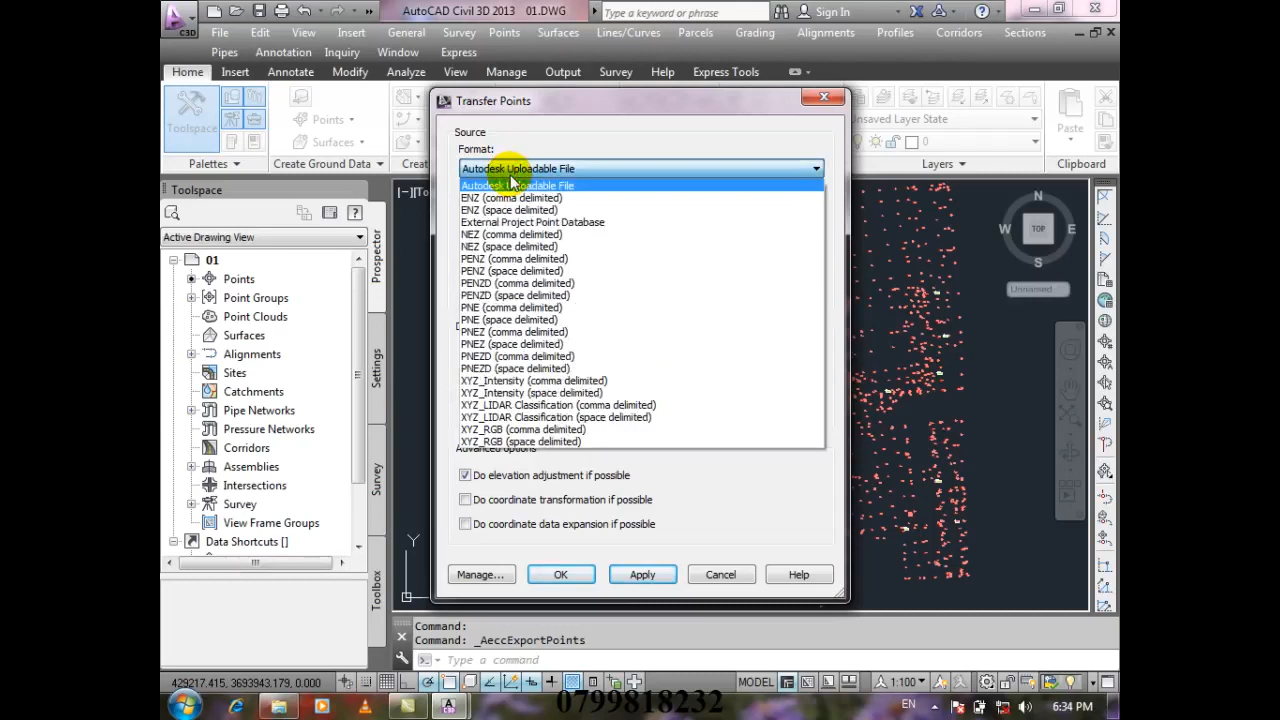 AutoCAD Civil 3D 2013 01.DWG
Type a keyword or phrase
Sign In
C3D
File Edit View Insert General Survey Points Surfaces Lines/Curves Parcels Grading Alignments Profiles Corridors Sections
Pipes Annotation Inquiry Window Express
Home Insert Annotate Modify Analyze View Manage Output Survey Help Express Tools
Toolspace
Points
Surfaces
Unsaved Layer State
0
Paste
Palettes
Create Ground Data
Layers
Clipboard
Transfer Points
Source
Format:
Autodesk Uploadable File
Autodesk Uploadable File
ENZ (comma delimited)
ENZ (space delimited)
External Project Point Database
NEZ (comma delimited)
NEZ (space delimited)
PENZ (comma delimited)
PENZ (space delimited)
PENZD (comma delimited)
PENZD (space delimited)
PNE (comma delimited)
PNE (space delimited)
PNEZ (comma delimited)
PNEZ (space delimited)
PNEZD (comma delimited)
PNEZD (space delimited)
XYZ_Intensity (comma delimited)
XYZ_Intensity (space delimited)
XYZ_LIDAR Classification (comma delimited)
XYZ_LIDAR Classification (space delimited)
XYZ_RGB (comma delimited)
XYZ_RGB (space delimited)
Advanced options
Do elevation adjustment if possible
Do coordinate transformation if possible
Do coordinate data expansion if possible
Manage... OK Apply Cancel Help
Toolspace
Active Drawing View
01
Points
Point Groups
Point Clouds
Surfaces
Alignments
Sites
Catchments
Pipe Networks
Pressure Networks
Corridors
Assemblies
Intersections
Survey
View Frame Groups
Data Shortcuts []
Prospector
Settings
Survey
Toolbox
[−][To
N
W TOP E
S
Unnamed
Y
Command:
Command: _AeccExportPoints
Type a command
429217.415, 3693943.179, 0.000
MODEL
1:100
0799818232
EN
6:34 PM